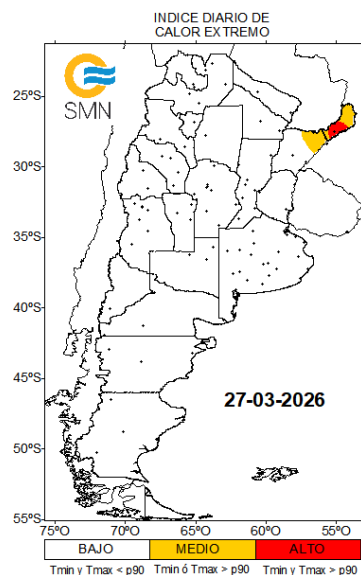 INDICE DIARIO DE
CALOR EXTREMO
SMN
25ºS
30ºS
35ºS
40ºS
45ºS
50ºS
55ºS
27-03-2026
75ºO 70ºO 65ºO 60ºO 55ºO
BAJO MEDIO ALTO
Tmin y Tmax < p90 Tmin ó Tmax > p90 Tmin y Tmax > p90